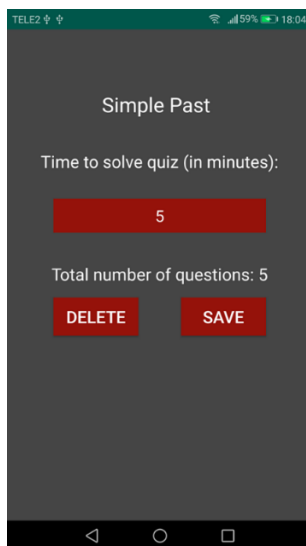 TELE2 59% 18:04
Simple Past
Time to solve quiz (in minutes):
5
Total number of questions: 5
DELETE SAVE